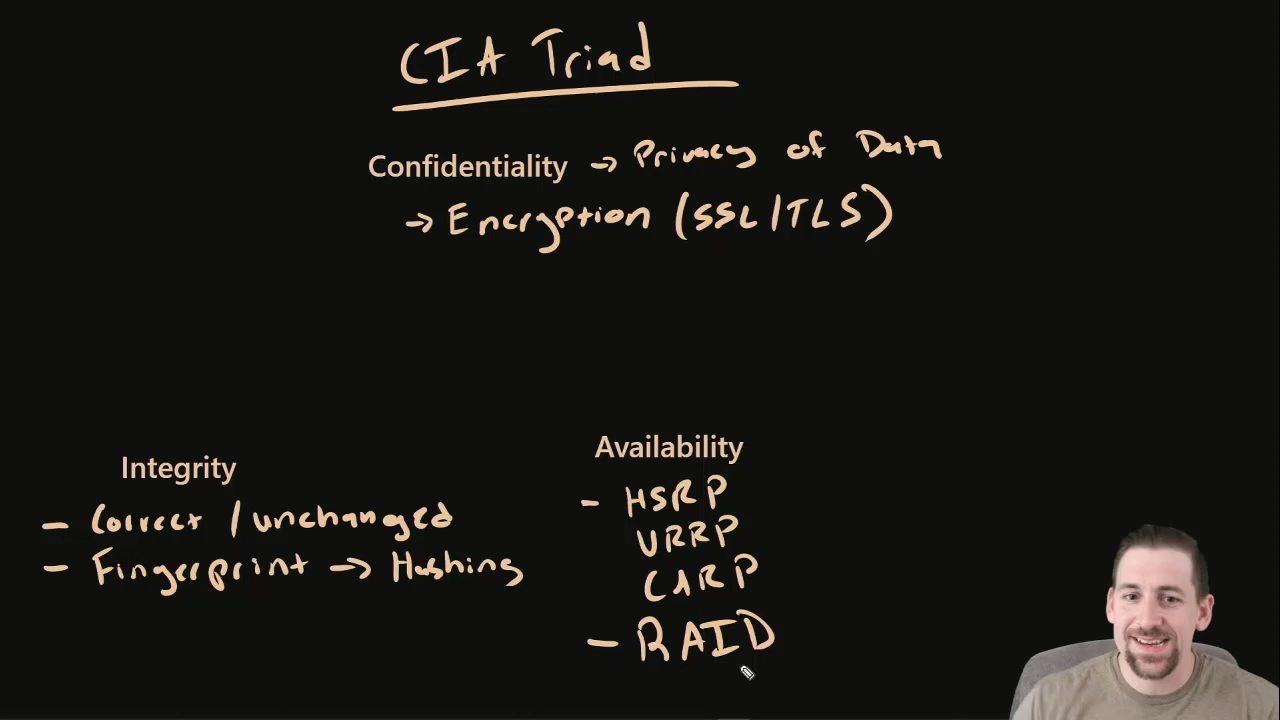 CIA Triad
Confidentiality → Privacy of Data
→ Encryption (SSL/TLS)
Integrity
- Correct / unchanged
- Fingerprint → Hashing
Availability
- HSRP
VRRP
CARP
- RAID